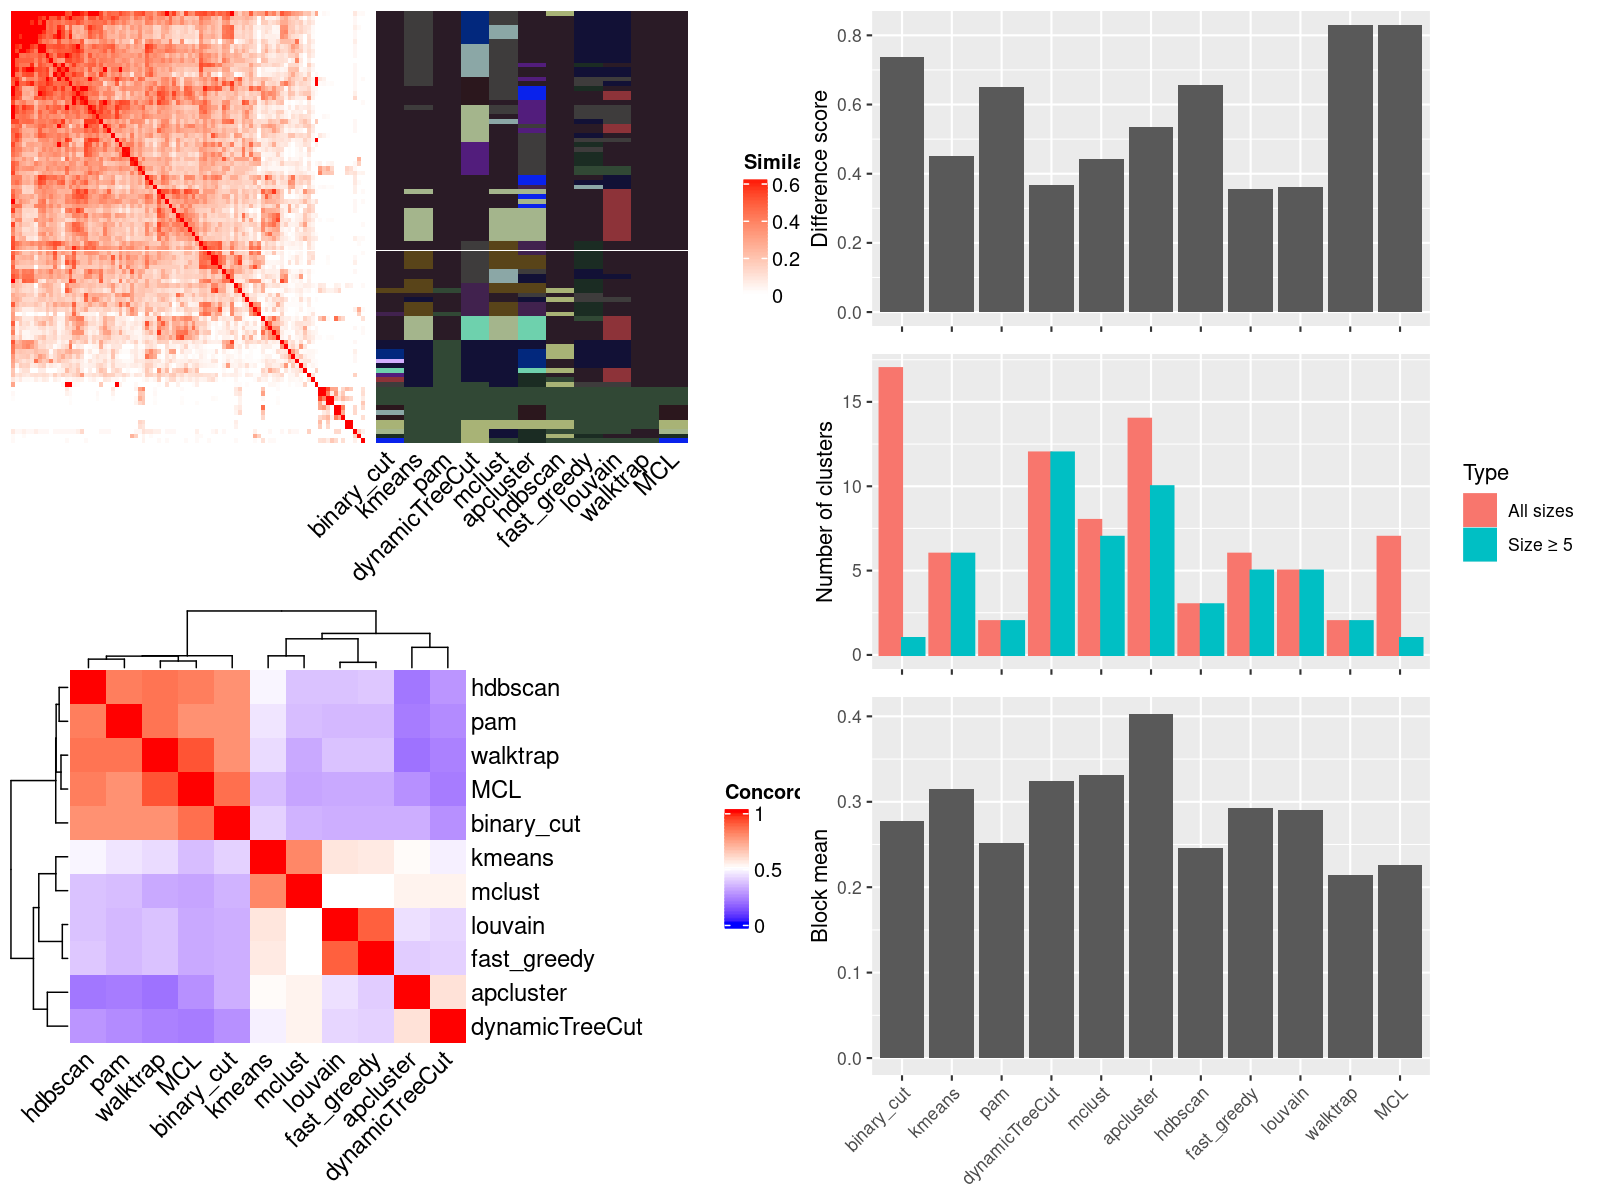 Simila
0.6
0.4
0.2
0
binary_cut
kmeans
pam
dynamicTreeCut
mclust
apcluster
hdbscan
fast_greedy
louvain
walktrap
MCL
hdbscan
pam
walktrap
MCL
binary_cut
kmeans
mclust
louvain
fast_greedy
apcluster
dynamicTreeCut
Concord
1
0.5
0
hdbscan
pam
walktrap
MCL
binary_cut
kmeans
mclust
louvain
fast_greedy
apcluster
dynamicTreeCut
Difference score
0.8
0.6
0.4
0.2
0.0
Number of clusters
15
10
5
0
Type
All sizes
Size ≥ 5
Block mean
0.4
0.3
0.2
0.1
0.0
binary_cut
kmeans
pam
dynamicTreeCut
mclust
apcluster
hdbscan
fast_greedy
louvain
walktrap
MCL